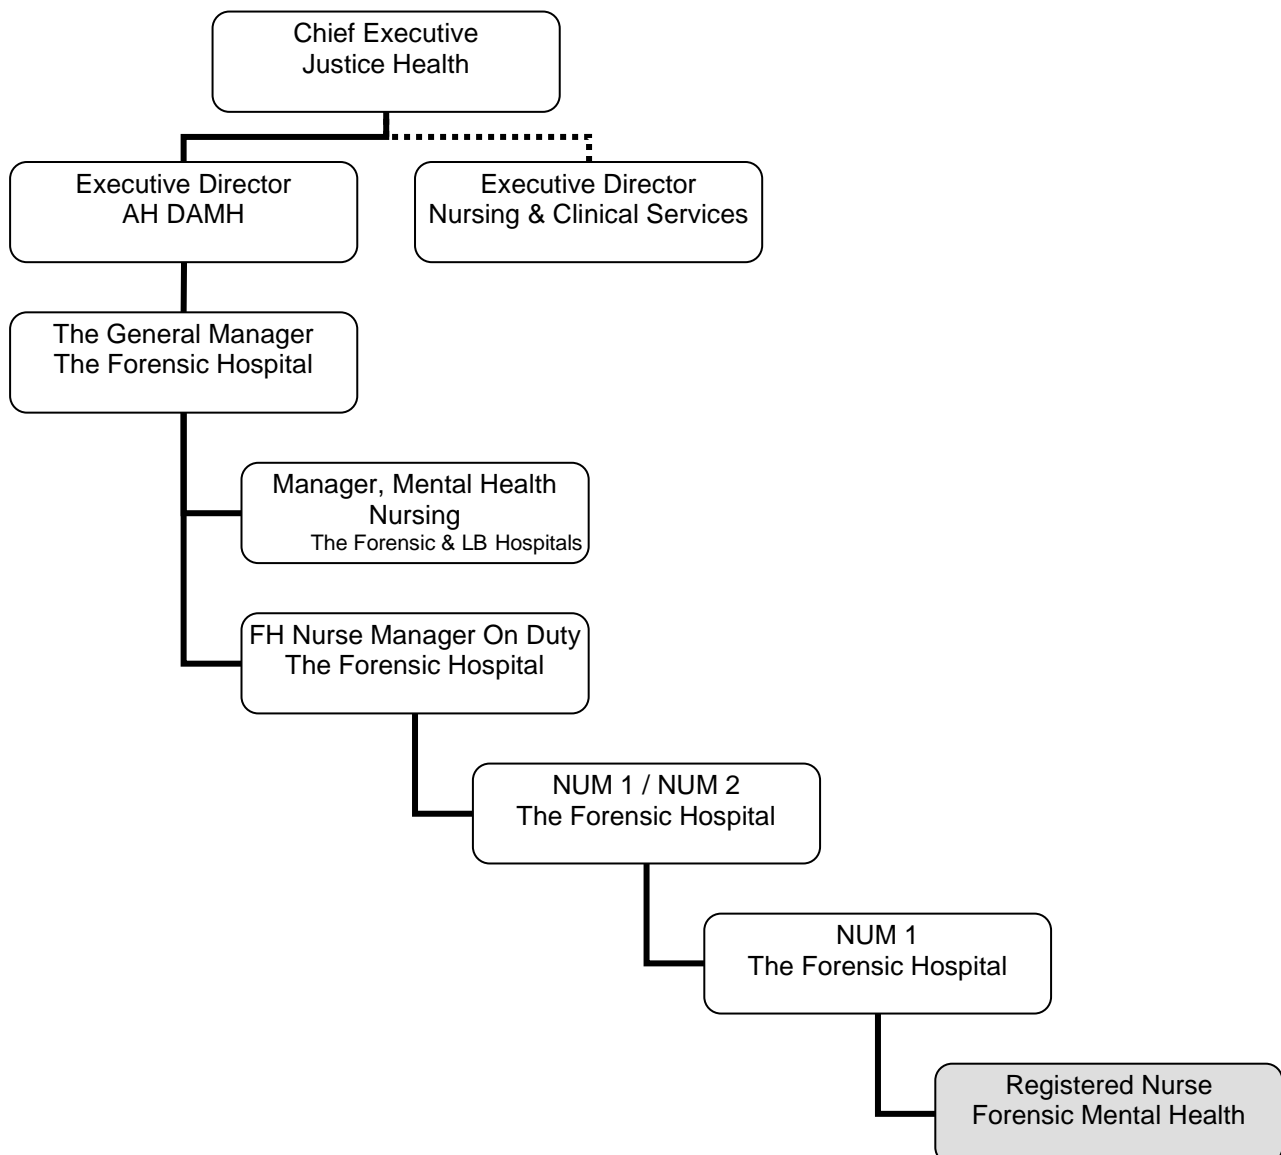 Chief Executive
Justice Health
Executive Director
AH DAMH
Executive Director
Nursing & Clinical Services
The General Manager
The Forensic Hospital
Manager, Mental Health
Nursing
The Forensic & LB Hospitals
FH Nurse Manager On Duty
The Forensic Hospital
NUM 1 / NUM 2
The Forensic Hospital
NUM 1
The Forensic Hospital
Registered Nurse
Forensic Mental Health